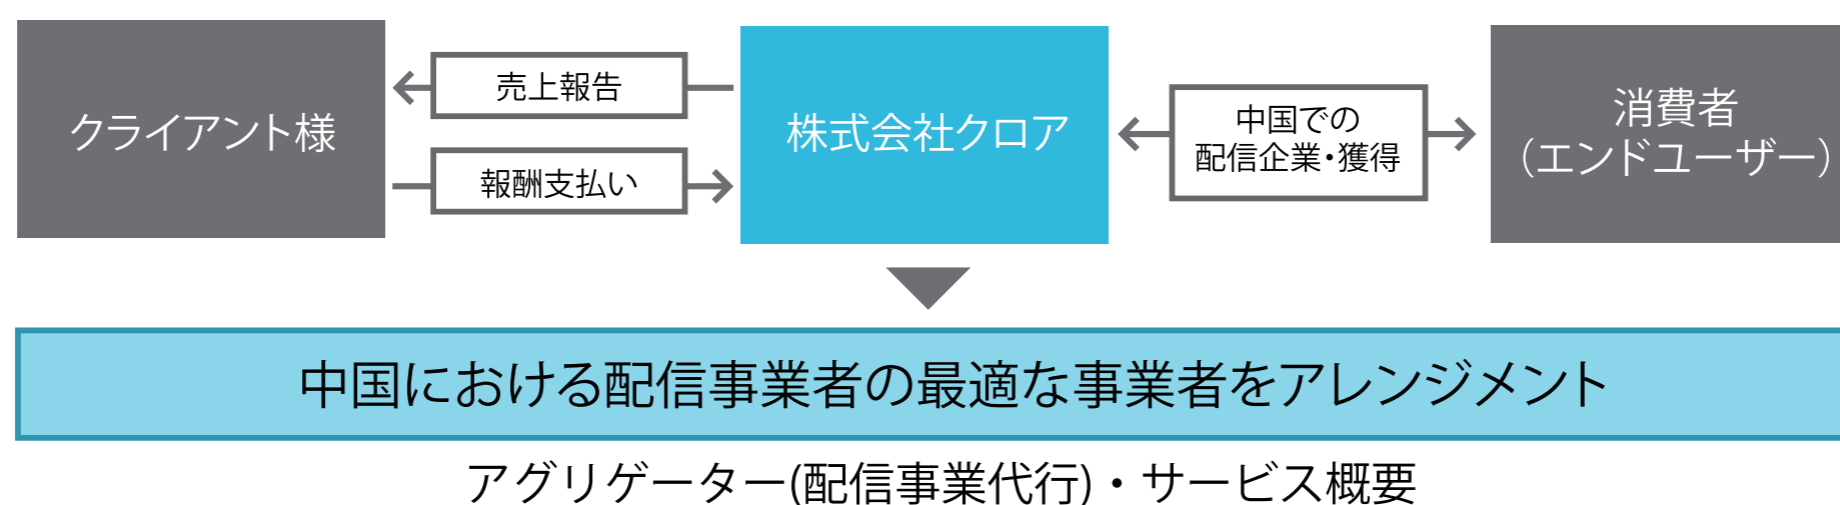 クライアント様
売上報告
報酬支払い
株式会社クロア
中国での
配信企業・獲得
消費者
（エンドユーザー）
中国における配信事業者の最適な事業者をアレンジメント
アグリゲーター(配信事業代行)・サービス概要